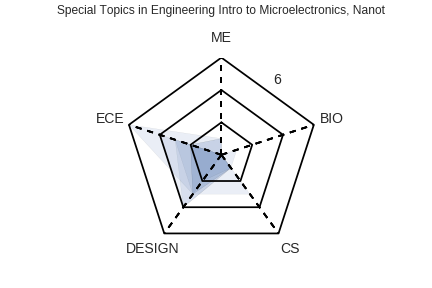 Special Topics in Engineering Intro to Microelectronics, Nanot
ME
6
ECE
BIO
DESIGN
CS